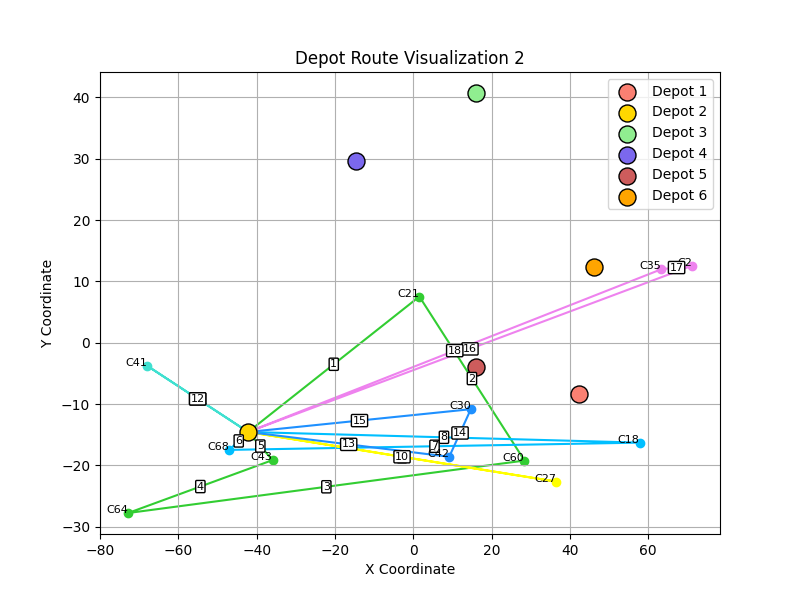 Depot Route Visualization 2
Depot 1
Depot 2
Depot 3
Depot 4
Depot 5
Depot 6
Y Coordinate
40
30
20
10
0
−10
−20
−30
C35
17
C2
C21
18
16
1
2
C41
12
C30
15
6
5
13
7
8
14
C18
C68
C43
10
C42
C60
C27
4
3
C64
−80
−60
−40
−20
0
20
40
60
X Coordinate